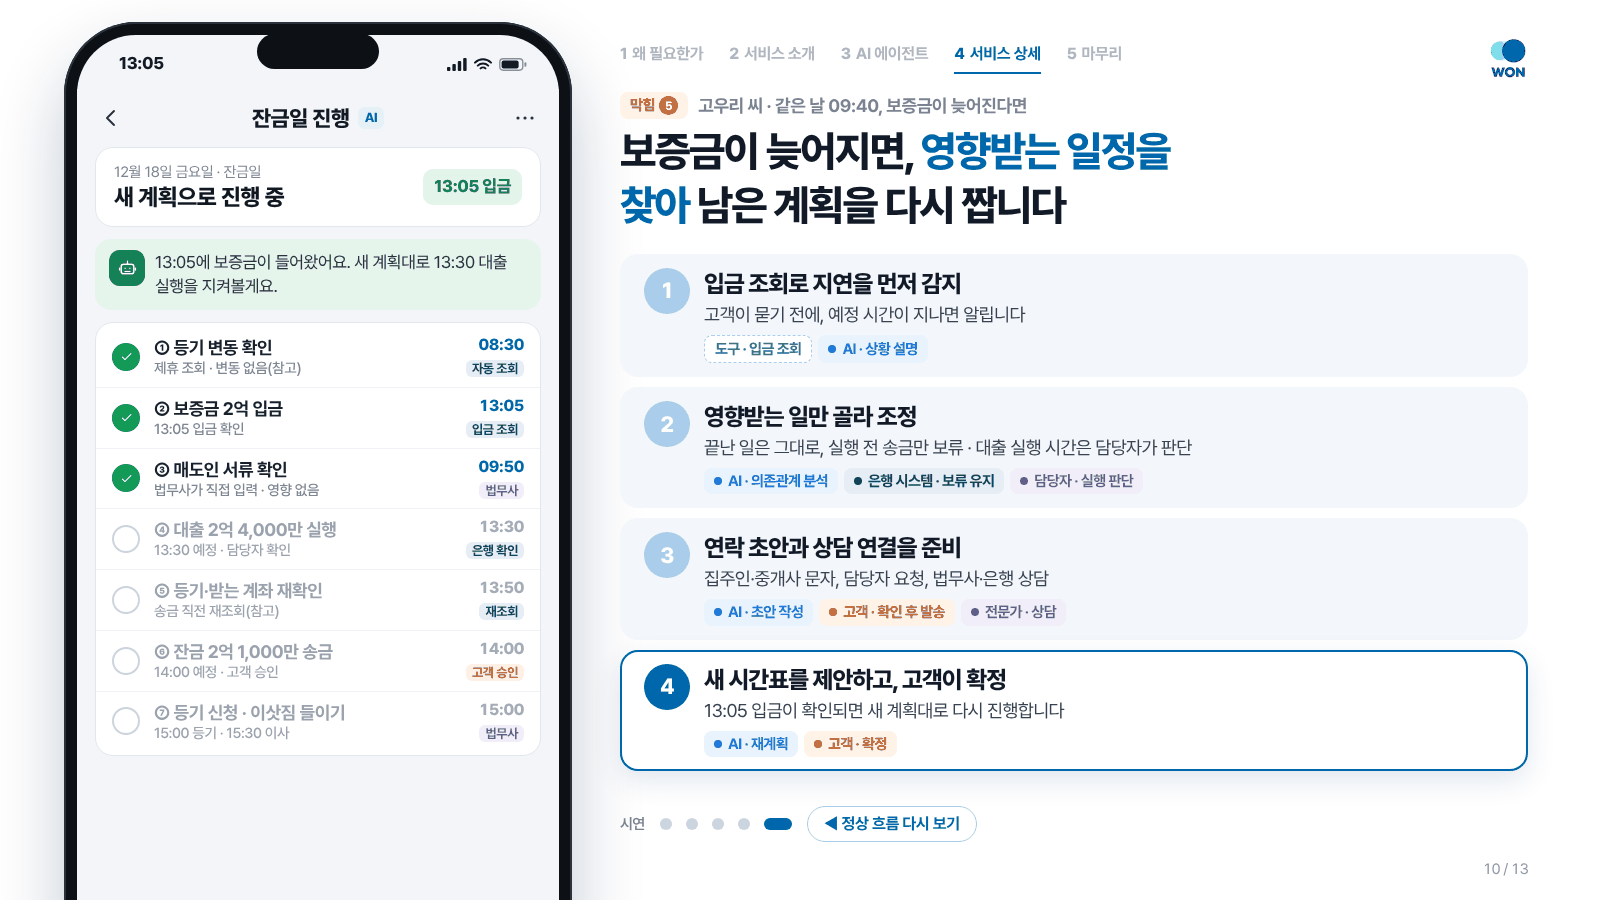 13:05
잔금일 진행 AI
12월 18일 금요일 · 잔금일
새 계획으로 진행 중
13:05 입금
13:05에 보증금이 들어왔어요. 새 계획대로 13:30 대출
실행을 지켜볼게요.
① 등기 변동 확인 08:30
제휴 조회 · 변동 없음(참고) 자동 조회
② 보증금 2억 입금 13:05
13:05 입금 확인 입금 조회
③ 매도인 서류 확인 09:50
법무사가 직접 입력 · 영향 없음 법무사
④ 대출 2억 4,000만 실행 13:30
13:30 예정 · 담당자 확인 은행 확인
⑤ 등기·받는 계좌 재확인 13:50
송금 직전 재조회(참고) 재조회
⑥ 잔금 2억 1,000만 송금 14:00
14:00 예정 · 고객 승인 고객 승인
⑦ 등기 신청 · 이삿짐 들이기 15:00
15:00 등기 · 15:30 이사 법무사
1 왜 필요한가 2 서비스 소개 3 AI 에이전트 4 서비스 상세 5 마무리
WON
막힘 5 고우리 씨 · 같은 날 09:40, 보증금이 늦어진다면
보증금이 늦어지면, 영향받는 일정을
찾아 남은 계획을 다시 짭니다
1 입금 조회로 지연을 먼저 감지
고객이 묻기 전에, 예정 시간이 지나면 알립니다
도구 · 입금 조회 AI · 상황 설명
2 영향받는 일만 골라 조정
끝난 일은 그대로, 실행 전 송금만 보류 · 대출 실행 시간은 담당자가 판단
AI · 의존관계 분석 은행 시스템 · 보류 유지 담당자 · 실행 판단
3 연락 초안과 상담 연결을 준비
집주인·중개사 문자, 담당자 요청, 법무사·은행 상담
AI · 초안 작성 고객 · 확인 후 발송 전문가 · 상담
4 새 시간표를 제안하고, 고객이 확정
13:05 입금이 확인되면 새 계획대로 다시 진행합니다
AI · 재계획 고객 · 확정
시연 ◀ 정상 흐름 다시 보기
10 / 13